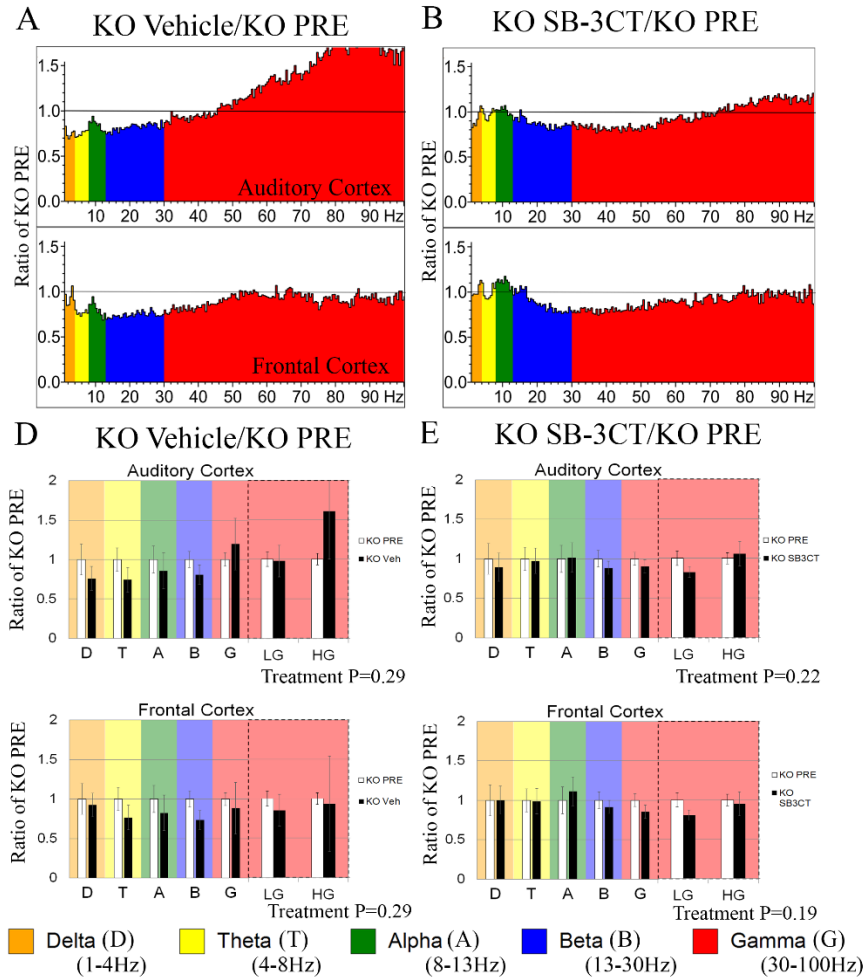 A
KO Vehicle/KO PRE
Ratio of KO PRE
1.5
1.0
0.5
0.0
Auditory Cortex
10 20 30 40 50 60 70 80 90 Hz
1.5
1.0
0.5
0.0
Frontal Cortex
10 20 30 40 50 60 70 80 90 Hz
B
KO SB-3CT/KO PRE
Ratio of KO PRE
1.5
1.0
0.5
0.0
10 20 30 40 50 60 70 80 90 Hz
1.5
1.0
0.5
0.0
10 20 30 40 50 60 70 80 90 Hz
D
KO Vehicle/KO PRE
Auditory Cortex
Ratio of KO PRE
2
1.5
1
0.5
0
KO PRE
KO Veh
D T A B G LG HG
Treatment P=0.29
Frontal Cortex
Ratio of KO PRE
2
1.5
1
0.5
0
KO PRE
KO Veh
D T A B G LG HG
Treatment P=0.29
E
KO SB-3CT/KO PRE
Auditory Cortex
Ratio of KO PRE
2
1.5
1
0.5
0
KO PRE
KO SB3CT
D T A B G LG HG
Treatment P=0.22
Frontal Cortex
Ratio of KO PRE
2
1.5
1
0.5
0
KO PRE
KO
SB3CT
D T A B G LG HG
Treatment P=0.19
Delta (D)
(1-4Hz)
Theta (T)
(4-8Hz)
Alpha (A)
(8-13Hz)
Beta (B)
(13-30Hz)
Gamma (G)
(30-100Hz)